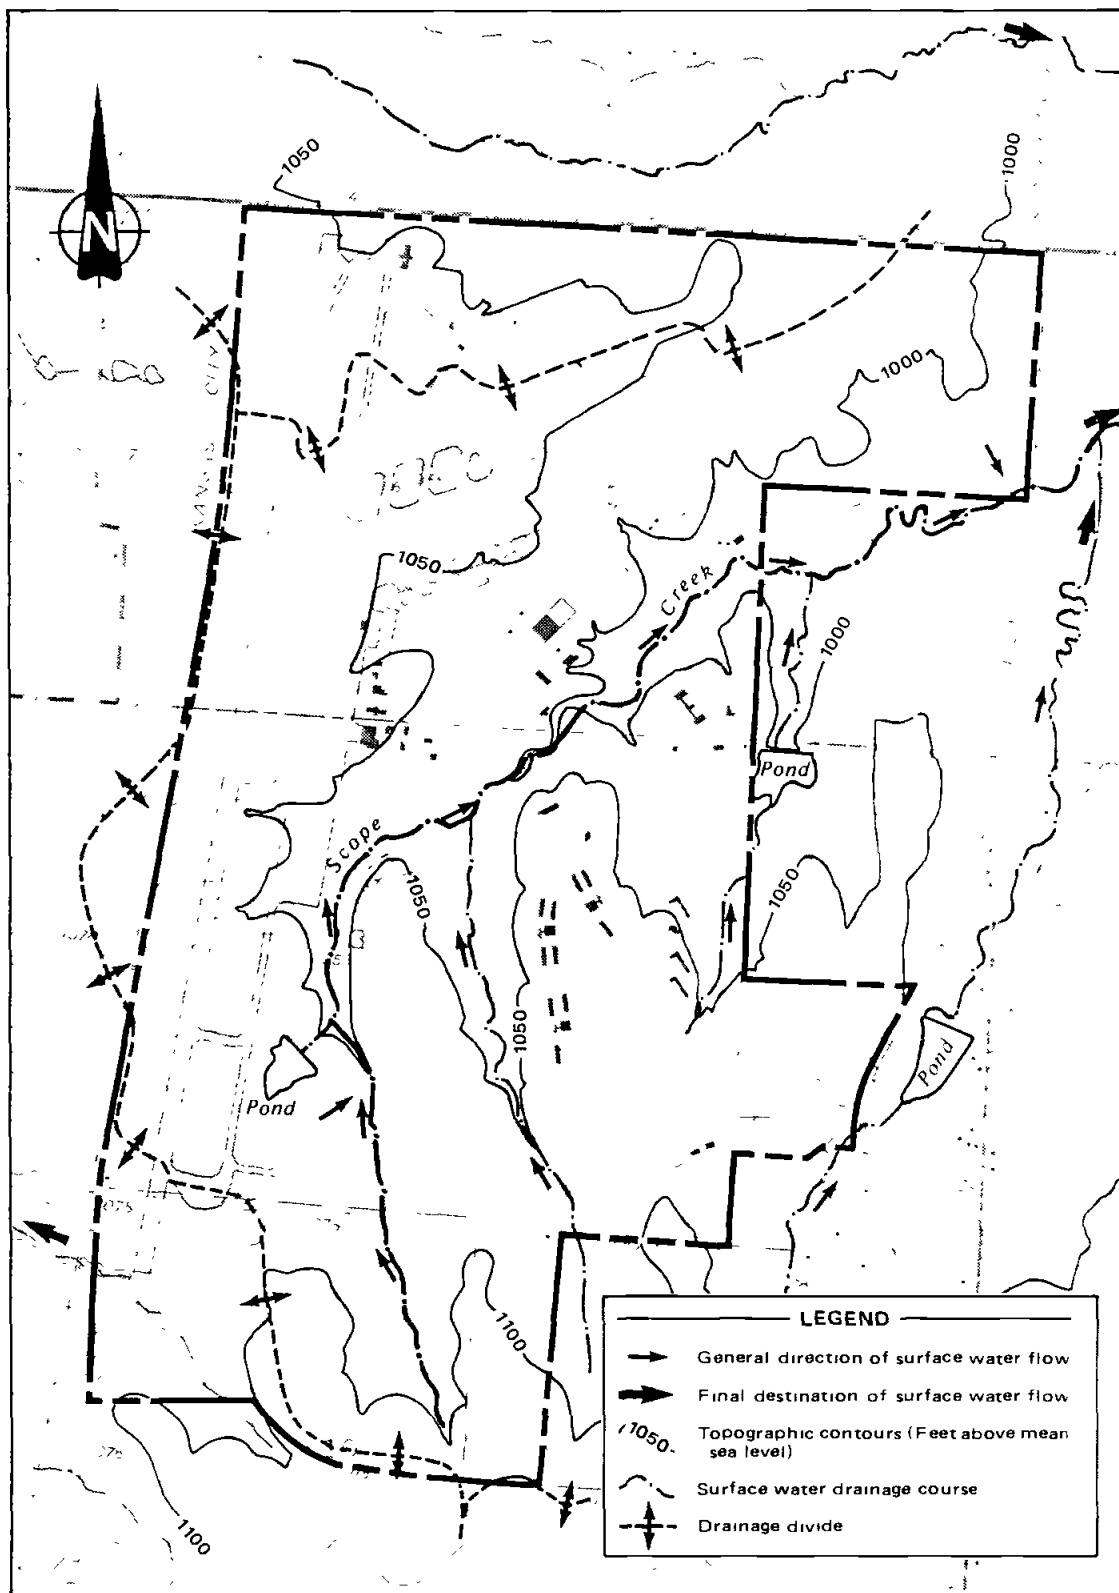 1050
1000
N
KANSAS CITY
1000
1050
Creek
1000
Pond
Scope
1050
1050
1050
Pond
Pond
1100
1100
LEGEND
General direction of surface water flow
Final destination of surface water flow
1050
Topographic contours (Feet above mean
sea level)
Surface water drainage course
Drainage divide